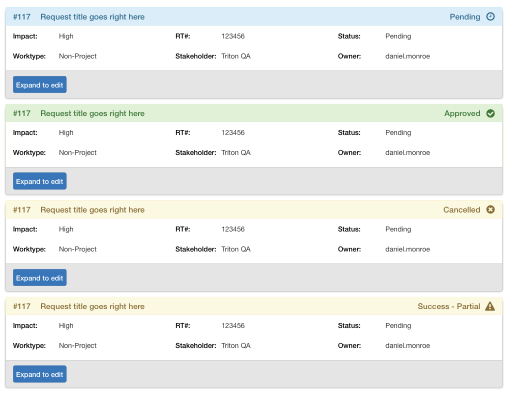 #117 Request title goes right here Pending
Impact: High RT#: 123456 Status: Pending
Worktype: Non-Project Stakeholder: Triton QA Owner: daniel.monroe
Expand to edit
#117 Request title goes right here Approved
Impact: High RT#: 123456 Status: Pending
Worktype: Non-Project Stakeholder: Triton QA Owner: daniel.monroe
Expand to edit
#117 Request title goes right here Cancelled
Impact: High RT#: 123456 Status: Pending
Worktype: Non-Project Stakeholder: Triton QA Owner: daniel.monroe
Expand to edit
#117 Request title goes right here Success - Partial
Impact: High RT#: 123456 Status: Pending
Worktype: Non-Project Stakeholder: Triton QA Owner: daniel.monroe
Expand to edit